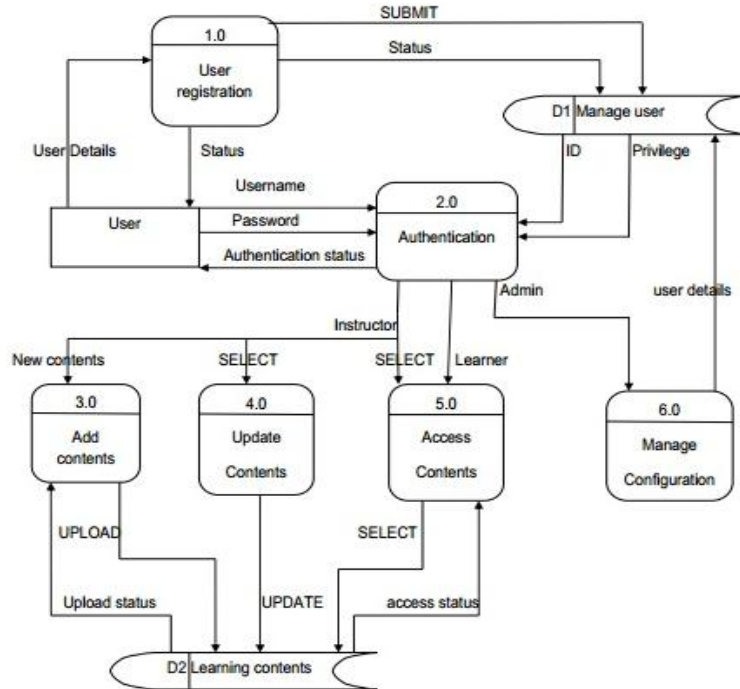 SUBMIT
1.0
Status
User
registration
D1 Manage user
User Details
Status
ID
Privilege
Username
2.0
User
Password
Authentication
Authentication status
Admin
user details
Instructor
New contents
SELECT
SELECT
Learner
3.0
4.0
5.0
6.0
Add
contents
Update
Contents
Access
Contents
Manage
Configuration
UPLOAD
SELECT
Upload status
UPDATE
access status
D2 Learning contents